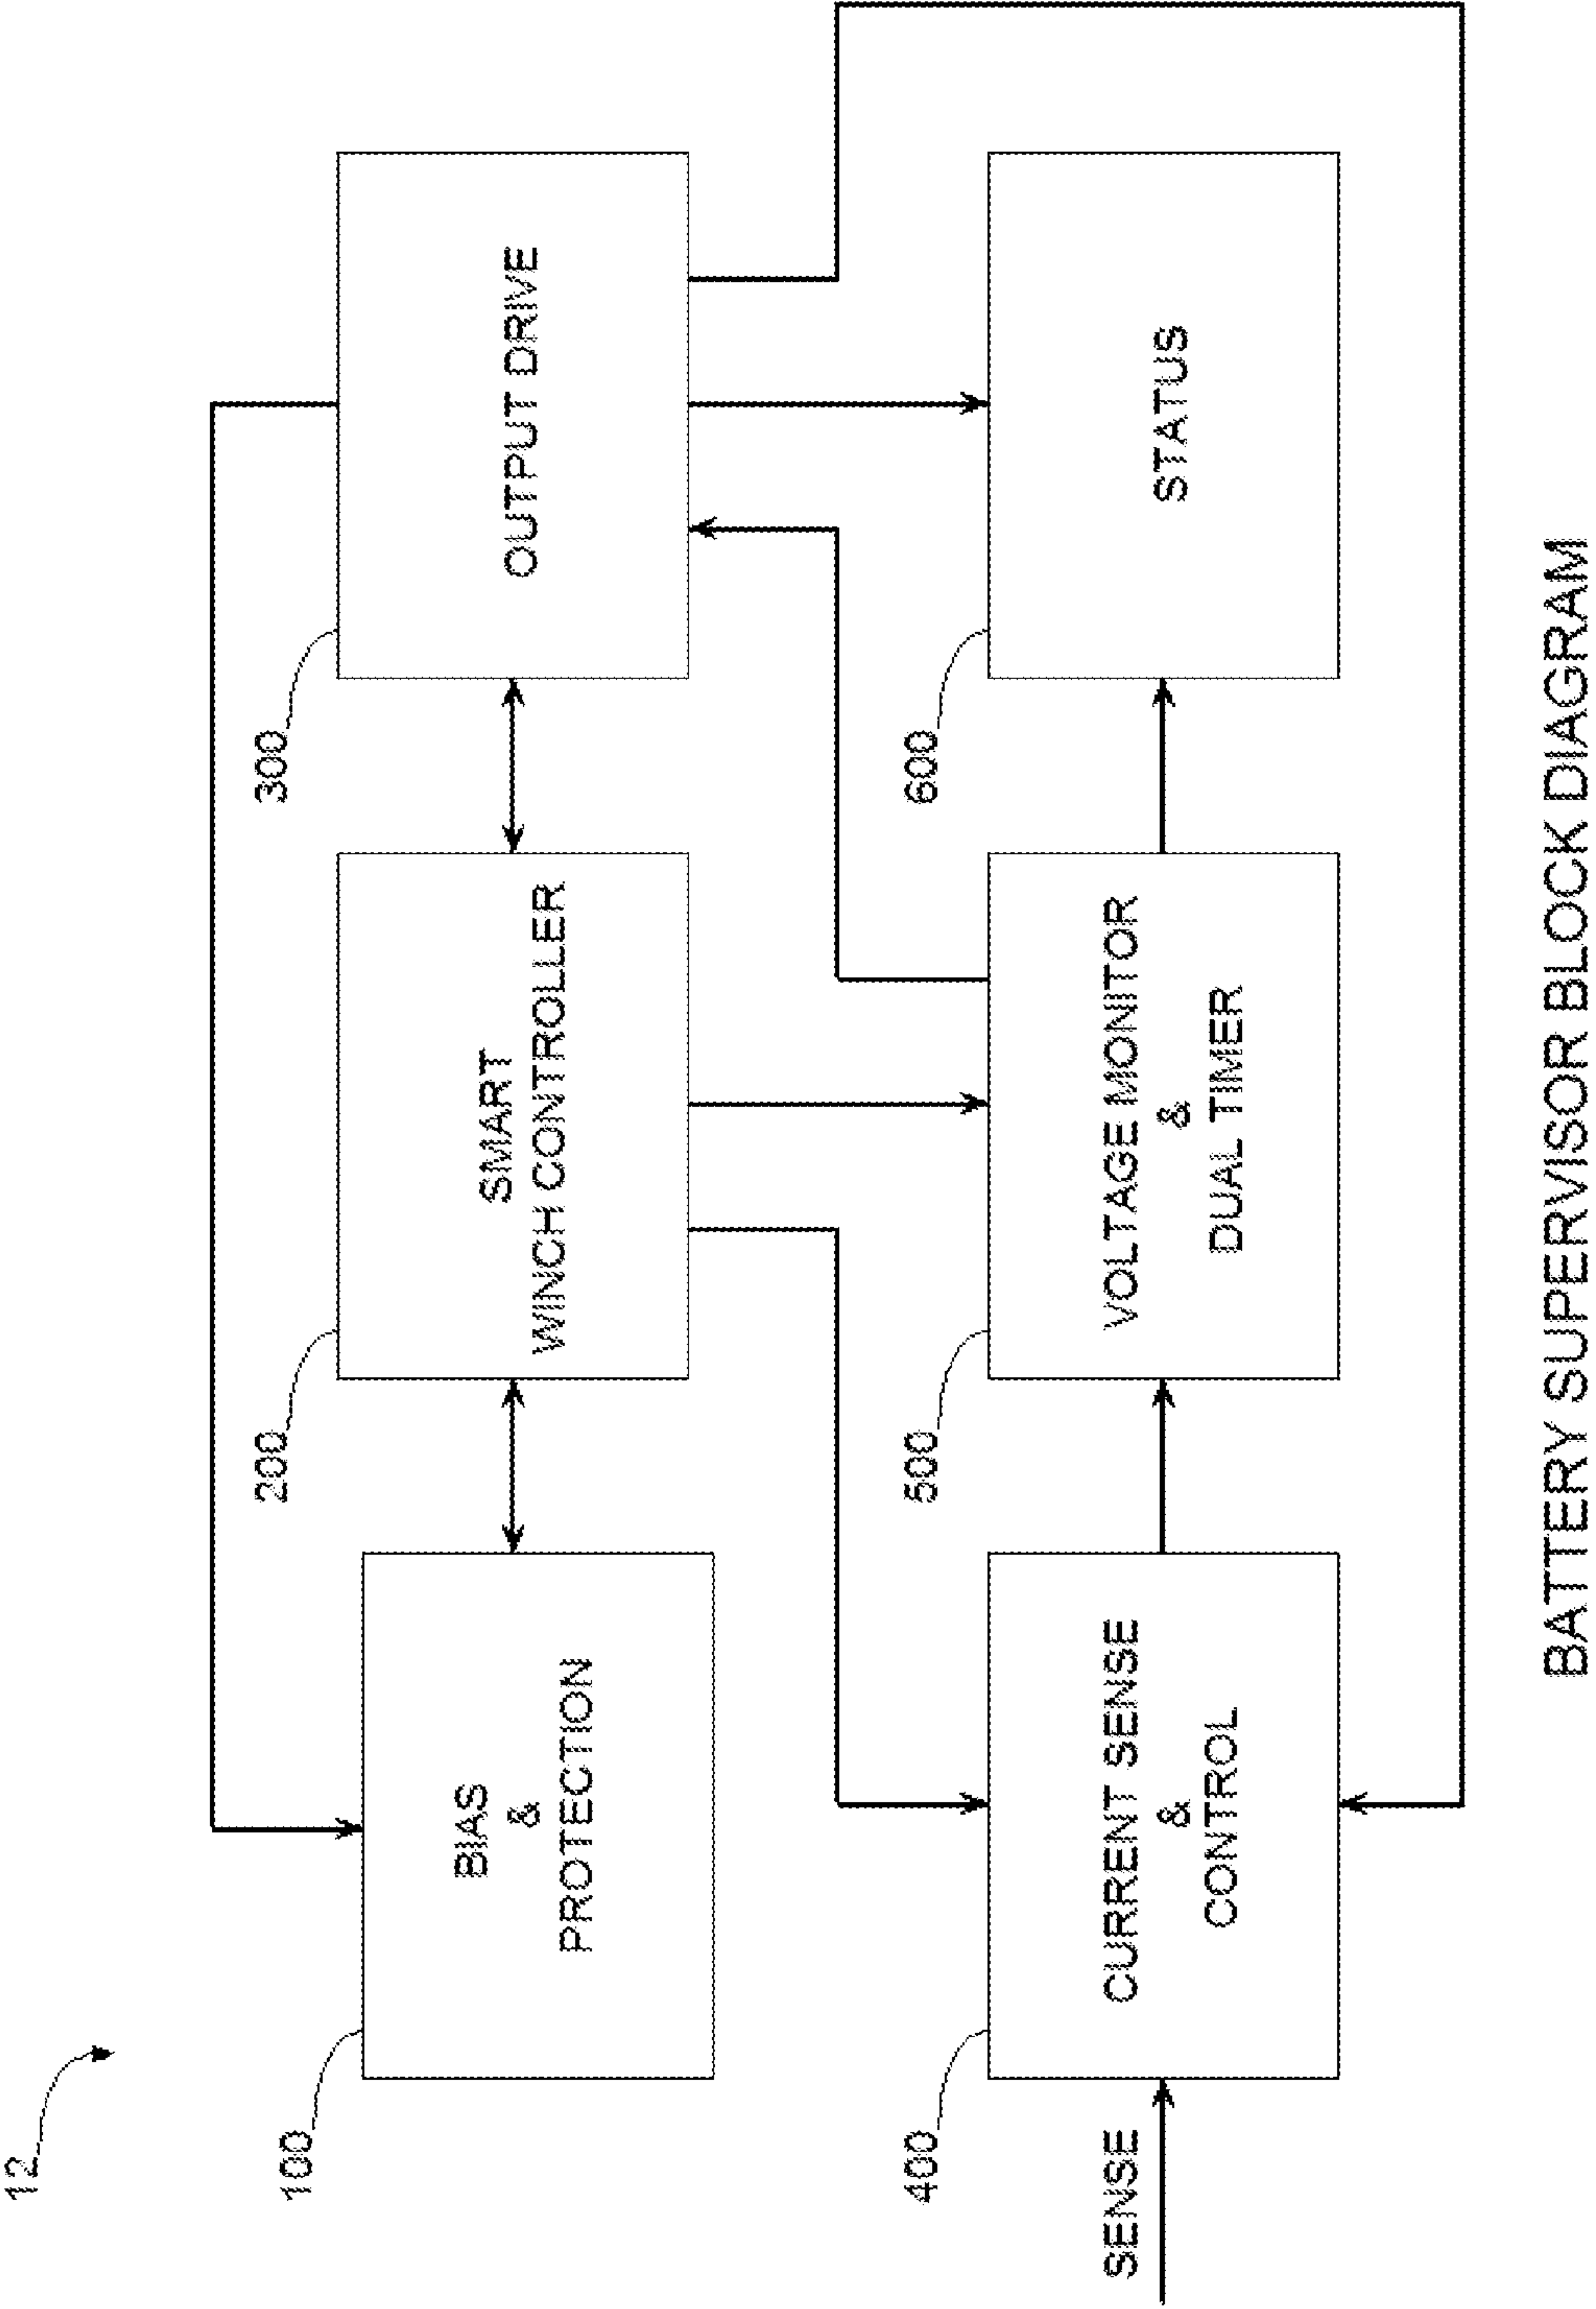 12
100
BIAS
&
PROTECTION
200
SMART
WINCH CONTROLLER
300
OUTPUT DRIVE
SENSE
400
CURRENT SENSE
&
CONTROL
500
VOLTAGE MONITOR
&
DUAL TIMER
600
STATUS
BATTERY SUPERVISOR BLOCK DIAGRAM